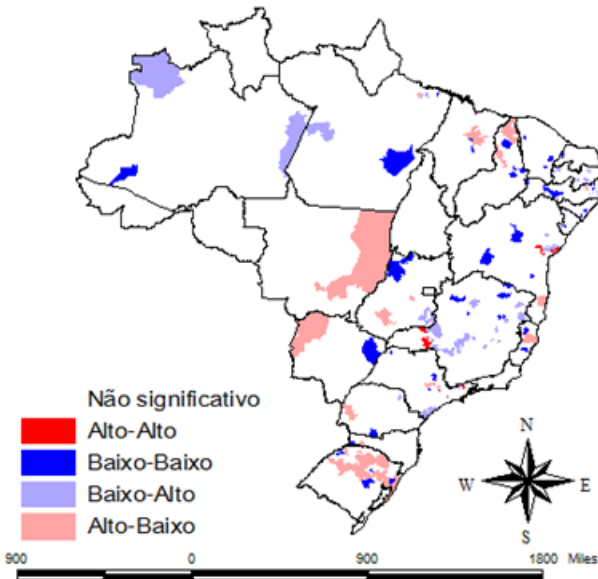 Não significativo
Alto-Alto
Baixo-Baixo
Baixo-Alto
Alto-Baixo
N
W E
S
900 0 900 1800 Miles